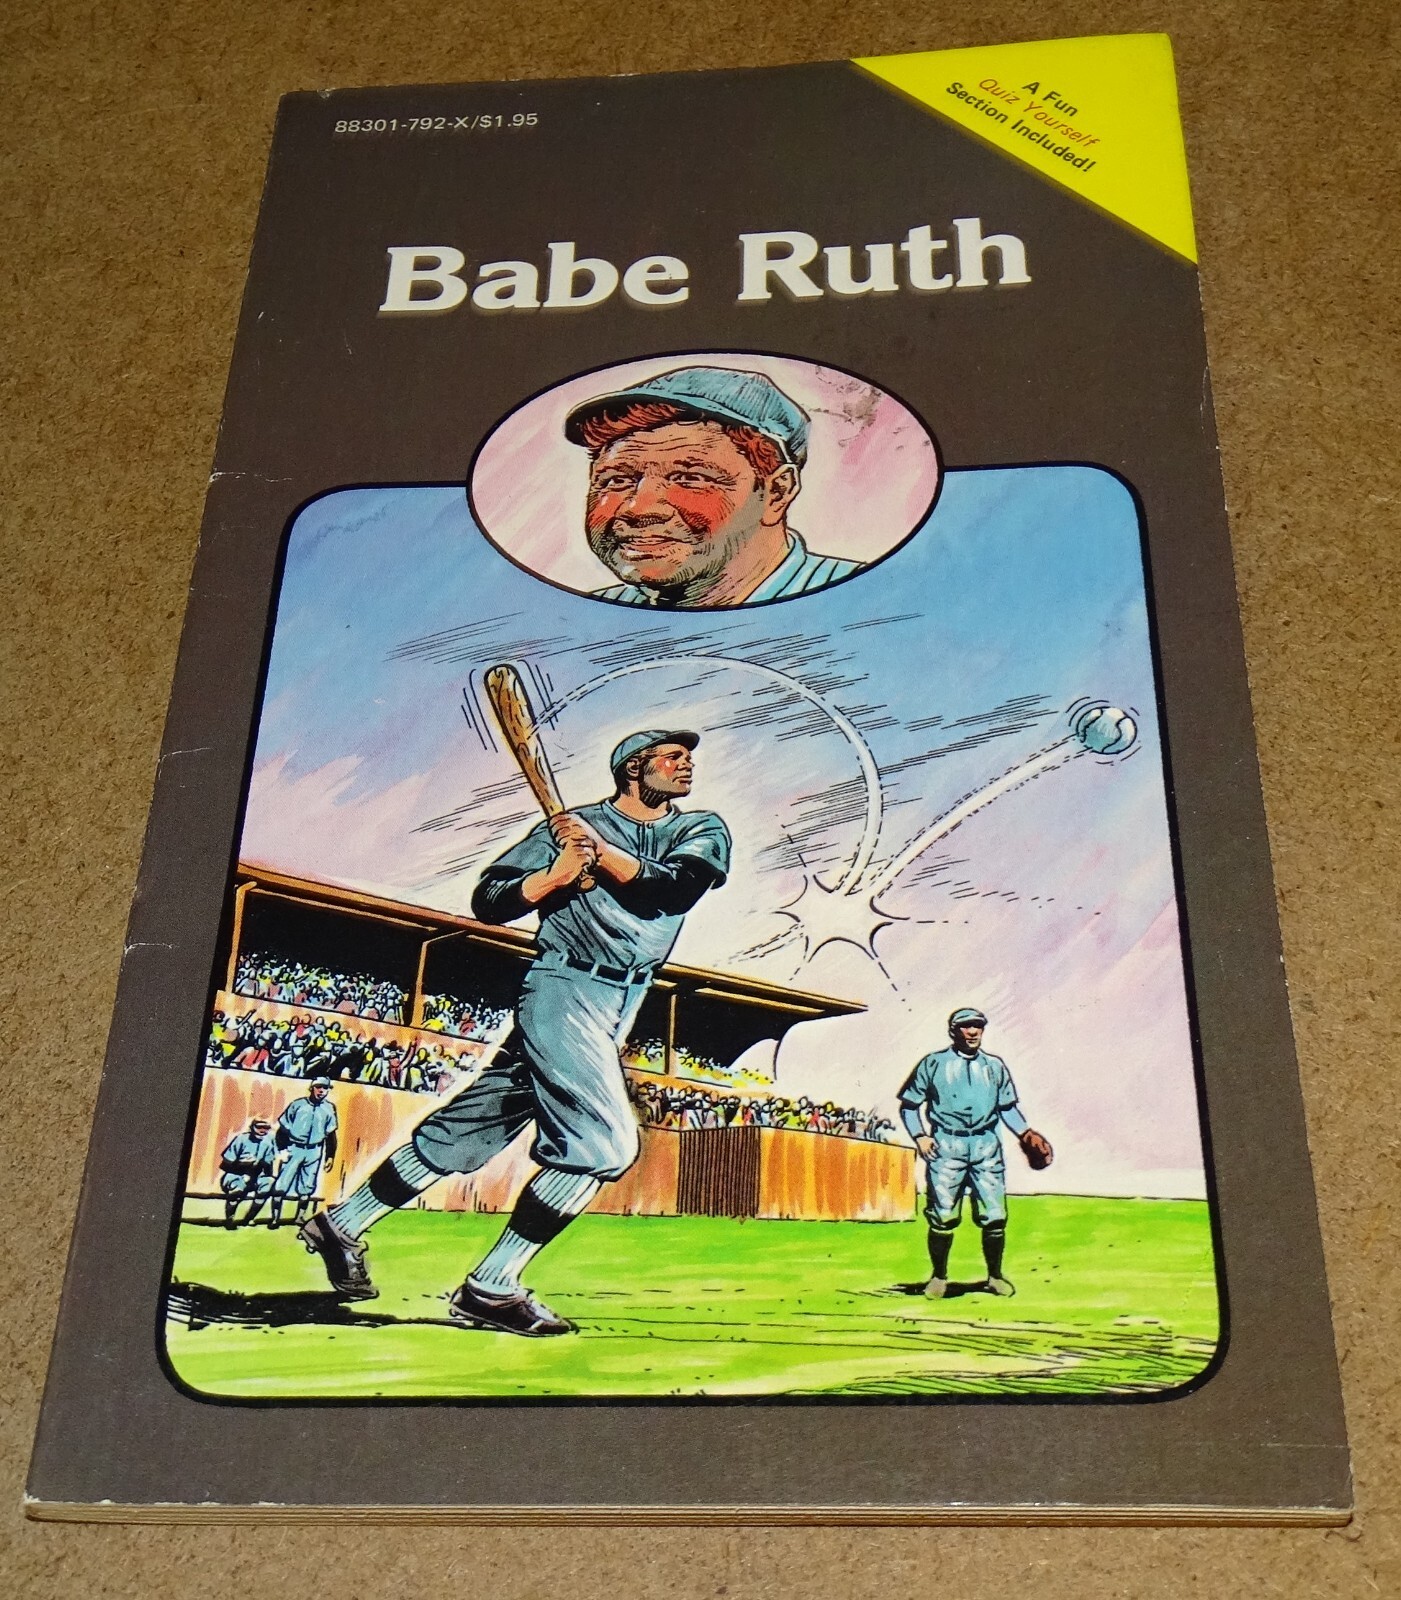 88301-792-X/$1.95
A Fun
Quiz Yourself
Section Included!
Babe Ruth